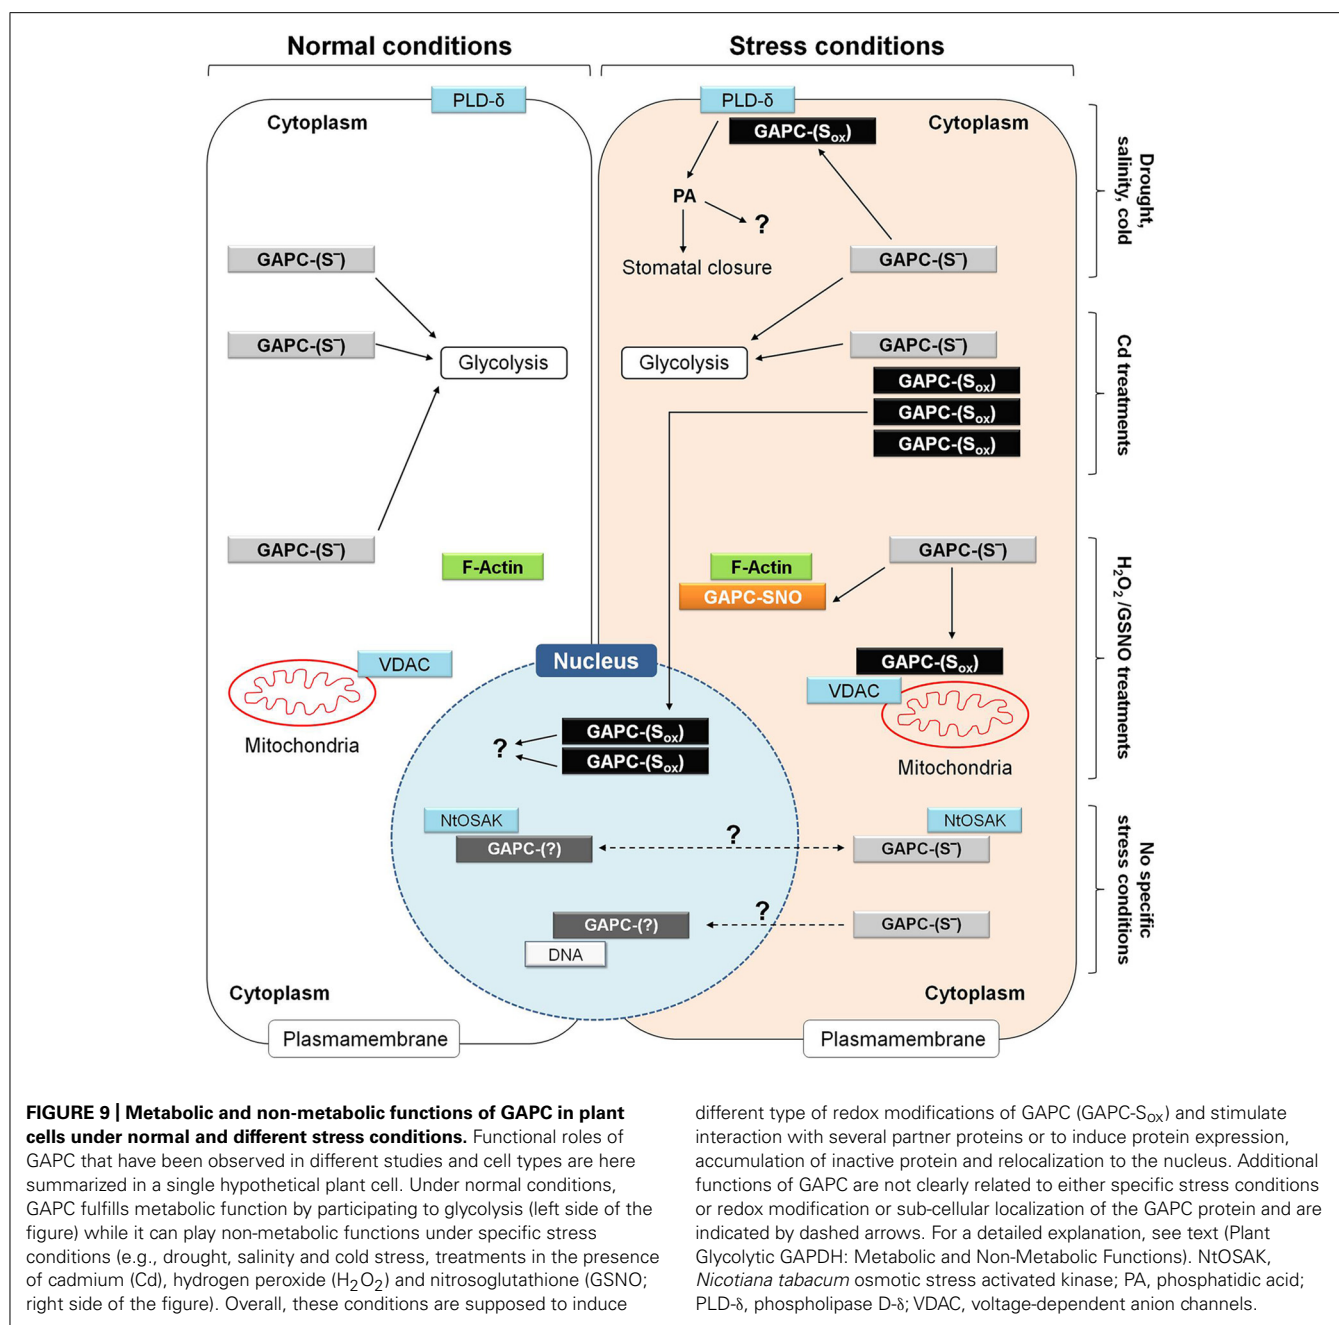 Normal conditions
Stress conditions
PLD-δ
Cytoplasm
GAPC-(S⁻)
GAPC-(S⁻)
Glycolysis
GAPC-(S⁻)
F-Actin
VDAC
Mitochondria
Cytoplasm
Plasmamembrane
PLD-δ
GAPC-(Sₒₓ)
Cytoplasm
PA
?
Stomatal closure
GAPC-(S⁻)
Glycolysis
GAPC-(S⁻)
GAPC-(Sₒₓ)
GAPC-(Sₒₓ)
GAPC-(Sₒₓ)
F-Actin
GAPC-SNO
GAPC-(S⁻)
GAPC-(Sₒₓ)
VDAC
Mitochondria
Nucleus
?
GAPC-(Sₒₓ)
GAPC-(Sₒₓ)
NtOSAK
GAPC-(?)
?
NtOSAK
GAPC-(S⁻)
GAPC-(?)
DNA
?
GAPC-(S⁻)
Cytoplasm
Plasmamembrane
Drought,
salinity, cold
Cd treatments
H₂O₂ /GSNO treatments
No specific
stress conditions
FIGURE 9 | Metabolic and non-metabolic functions of GAPC in plant
cells under normal and different stress conditions. Functional roles of
GAPC that have been observed in different studies and cell types are here
summarized in a single hypothetical plant cell. Under normal conditions,
GAPC fulfills metabolic function by participating to glycolysis (left side of the
figure) while it can play non-metabolic functions under specific stress
conditions (e.g., drought, salinity and cold stress, treatments in the presence
of cadmium (Cd), hydrogen peroxide (H₂O₂) and nitrosoglutathione (GSNO;
right side of the figure). Overall, these conditions are supposed to induce
different type of redox modifications of GAPC (GAPC-Sₒₓ) and stimulate
interaction with several partner proteins or to induce protein expression,
accumulation of inactive protein and relocalization to the nucleus. Additional
functions of GAPC are not clearly related to either specific stress conditions
or redox modification or sub-cellular localization of the GAPC protein and are
indicated by dashed arrows. For a detailed explanation, see text (Plant
Glycolytic GAPDH: Metabolic and Non-Metabolic Functions). NtOSAK,
Nicotiana tabacum osmotic stress activated kinase; PA, phosphatidic acid;
PLD-δ, phospholipase D-δ; VDAC, voltage-dependent anion channels.